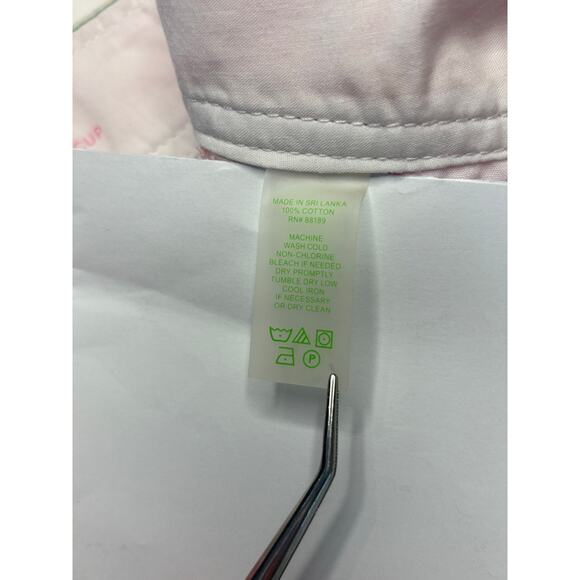 CUP
MADE IN SRI LANKA
100% COTTON
RN# 88189
MACHINE
WASH COLD
NON-CHLORINE
BLEACH IF NEEDED
DRY PROMPTLY
TUMBLE DRY LOW
COOL IRON
IF NECESSARY
OR DRY CLEAN
P